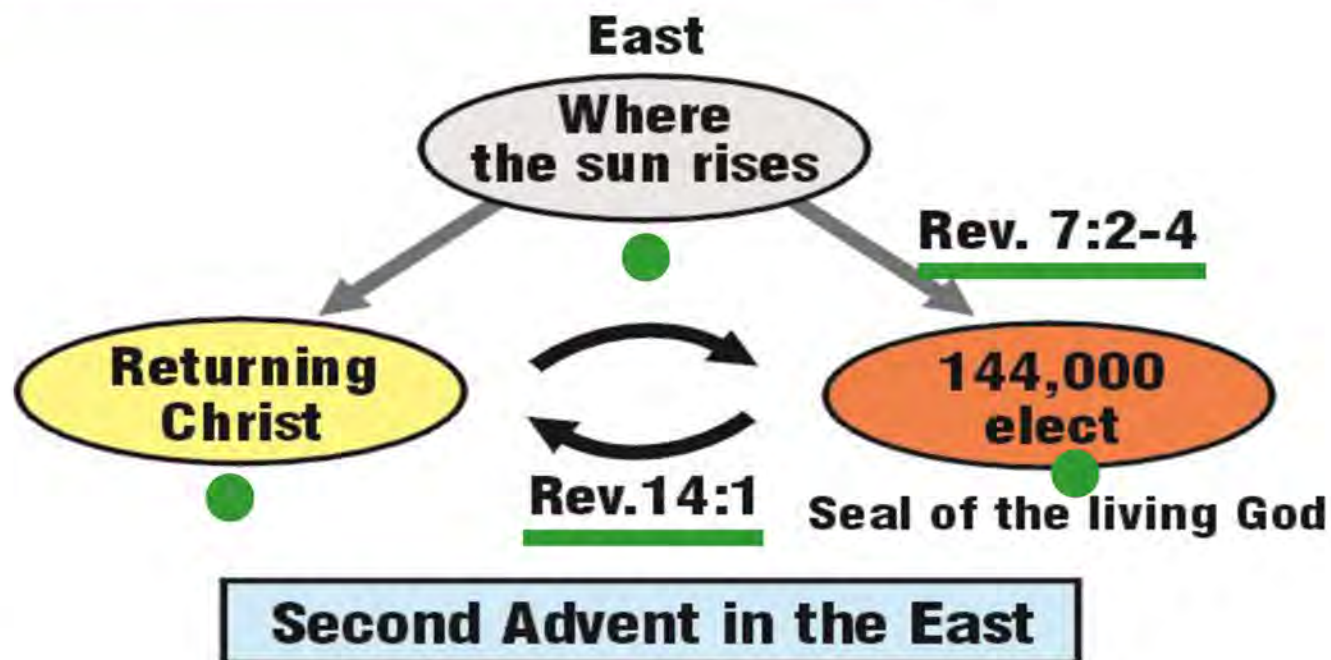 East
Where
the sun rises
Rev. 7:2-4
Returning
Christ
144,000
elect
Rev.14:1
Seal of the living God
Second Advent in the East